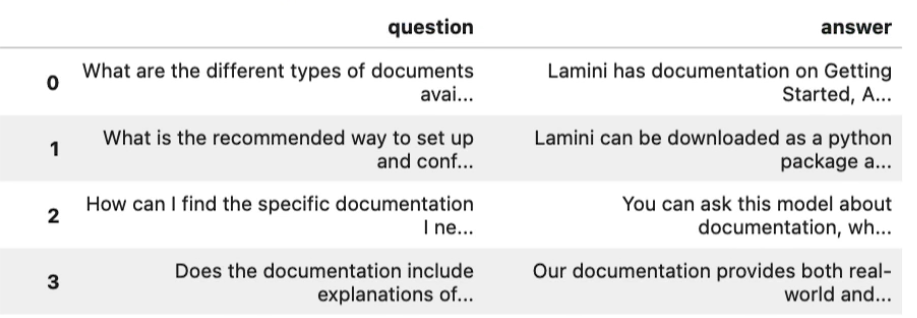 question answer
0 What are the different types of documents avai... Lamini has documentation on Getting Started, A...
1 What is the recommended way to set up and conf... Lamini can be downloaded as a python package a...
2 How can I find the specific documentation I ne... You can ask this model about documentation, wh...
3 Does the documentation include explanations of... Our documentation provides both real-world and...